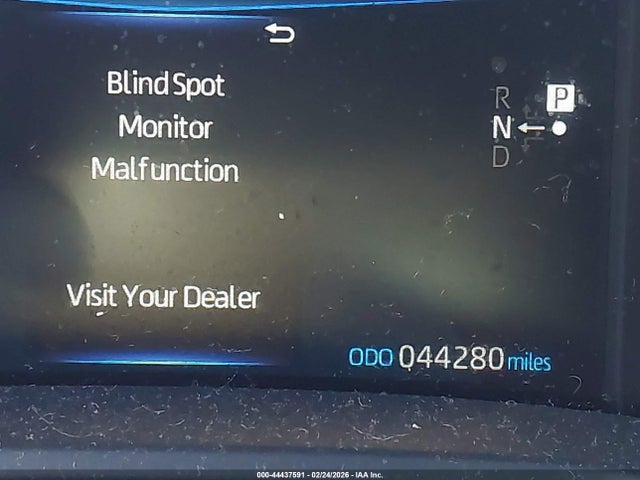 Blind Spot
Monitor
Malfunction
Visit Your Dealer
R
P
N
D
ODO 044280 miles
000-44437591 - 02/24/2026 - IAA Inc.